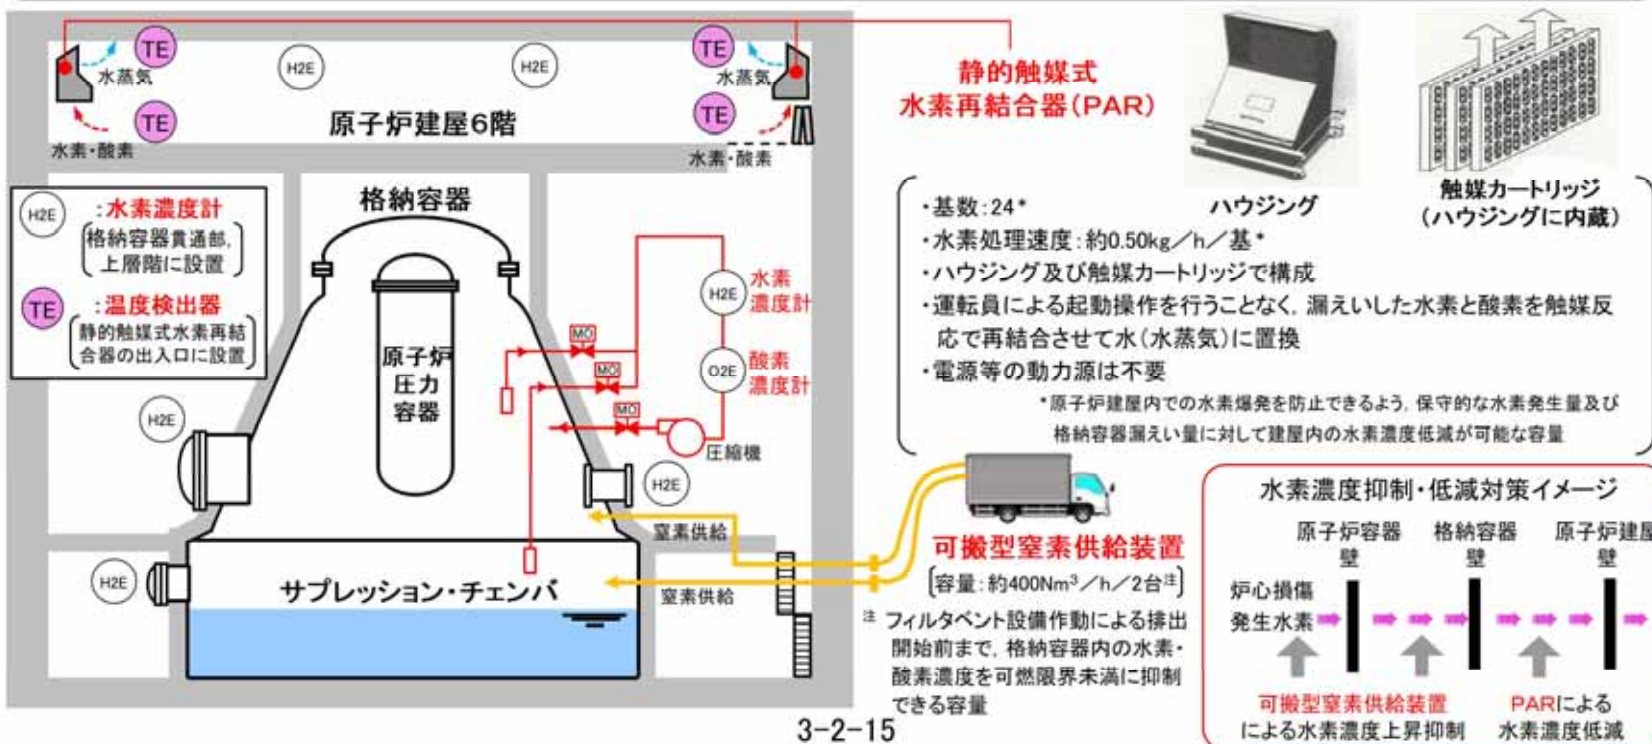 TE
水蒸気
H2E
H2E
TE
水蒸気
TE
水素・酸素
原子炉建屋6階
TE
水素・酸素
静的触媒式
水素再結合器(PAR)
ハウジング
触媒カートリッジ
(ハウジングに内蔵)
H2E
:水素濃度計
格納容器貫通部,
上層階に設置
TE
:温度検出器
静的触媒式水素再結
合器の出入口に設置
格納容器
原子炉
圧力
容器
MO
MO
MO
H2E
水素
濃度計
O2E
酸素
濃度計
圧縮機
H2E
H2E
H2E
サプレッション・チェンバ
窒素供給
窒素供給
・基数:24*
・水素処理速度:約0.50kg/h/基*
・ハウジング及び触媒カートリッジで構成
・運転員による起動操作を行うことなく, 漏えいした水素と酸素を触媒反
応で再結合させて水(水蒸気)に置換
・電源等の動力源は不要
*原子炉建屋内での水素爆発を防止できるよう, 保守的な水素発生量及び
格納容器漏えい量に対して建屋内の水素濃度低減が可能な容量
可搬型窒素供給装置
容量:約400Nm³/h/2台注
注 フィルタベント設備作動による排出
開始前まで, 格納容器内の水素・
酸素濃度を可燃限界未満に抑制
できる容量
水素濃度抑制・低減対策イメージ
原子炉容器
壁
格納容器
壁
原子炉建屋
壁
炉心損傷
発生水素
可搬型窒素供給装置
による水素濃度上昇抑制
PARによる
水素濃度低減
3-2-15